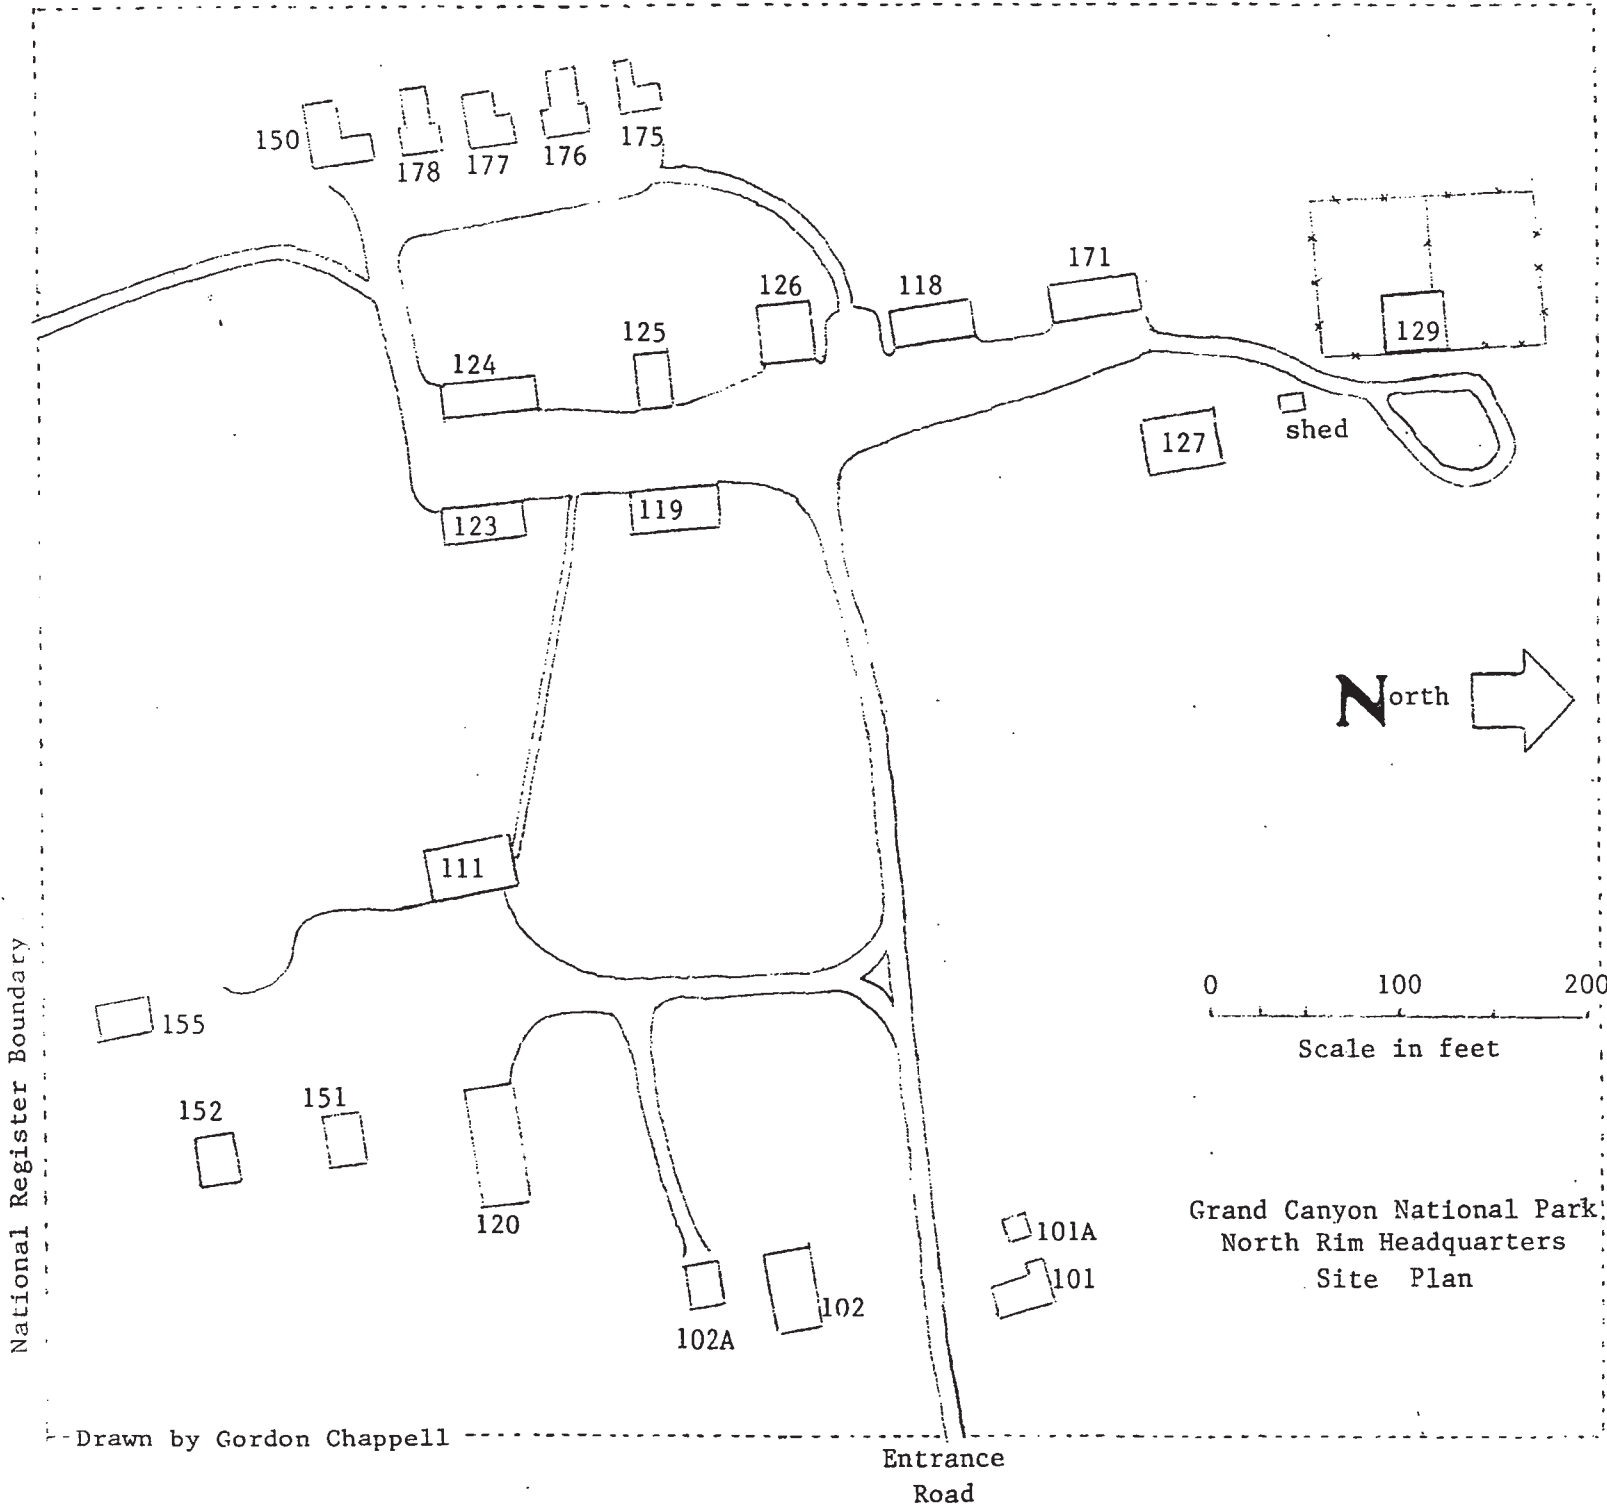 150
178
177
176
175
126
118
171
125
129
124
shed
127
123
119
North
111
0 100 200
Scale in feet
155
152
151
120
101A
101
102
102A
Grand Canyon National Park
North Rim Headquarters
Site Plan
National Register Boundary
Drawn by Gordon Chappell
Entrance
Road